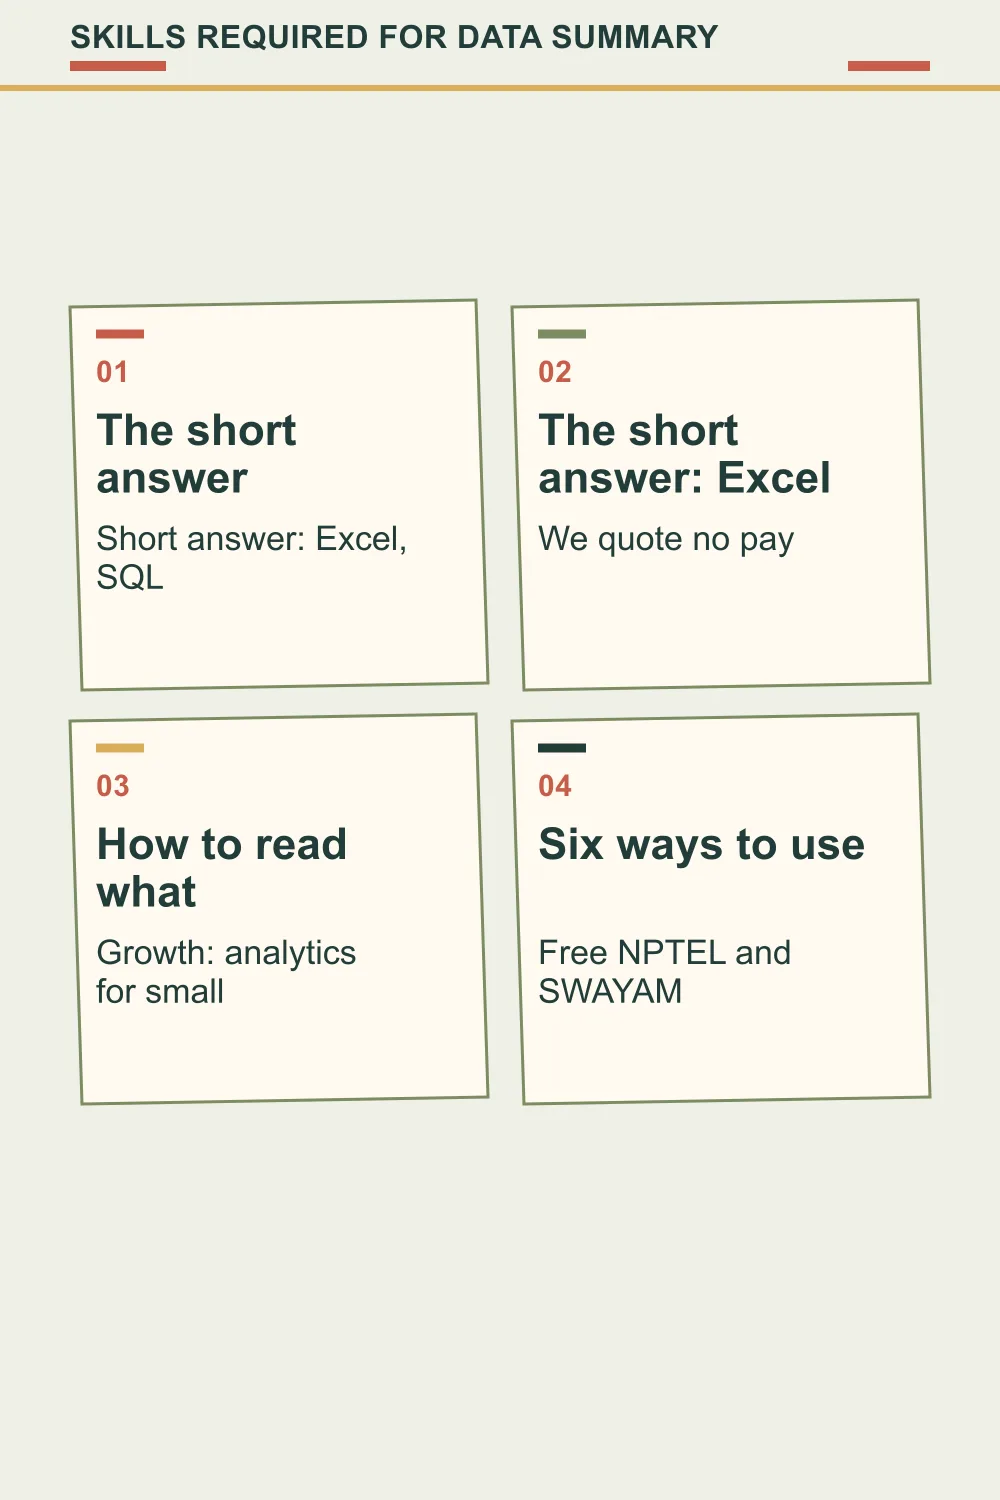 SKILLS REQUIRED FOR DATA SUMMARY
01
The short
answer
Short answer: Excel,
SQL
02
The short
answer: Excel
We quote no pay
03
How to read
what
Growth: analytics
for small
04
Six ways to use
Free NPTEL and
SWAYAM